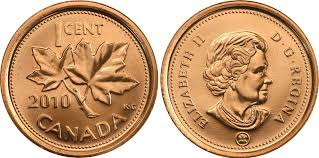 1 CENT
2010
KG
CANADA
ELIZABETH II
D·G·REGINA